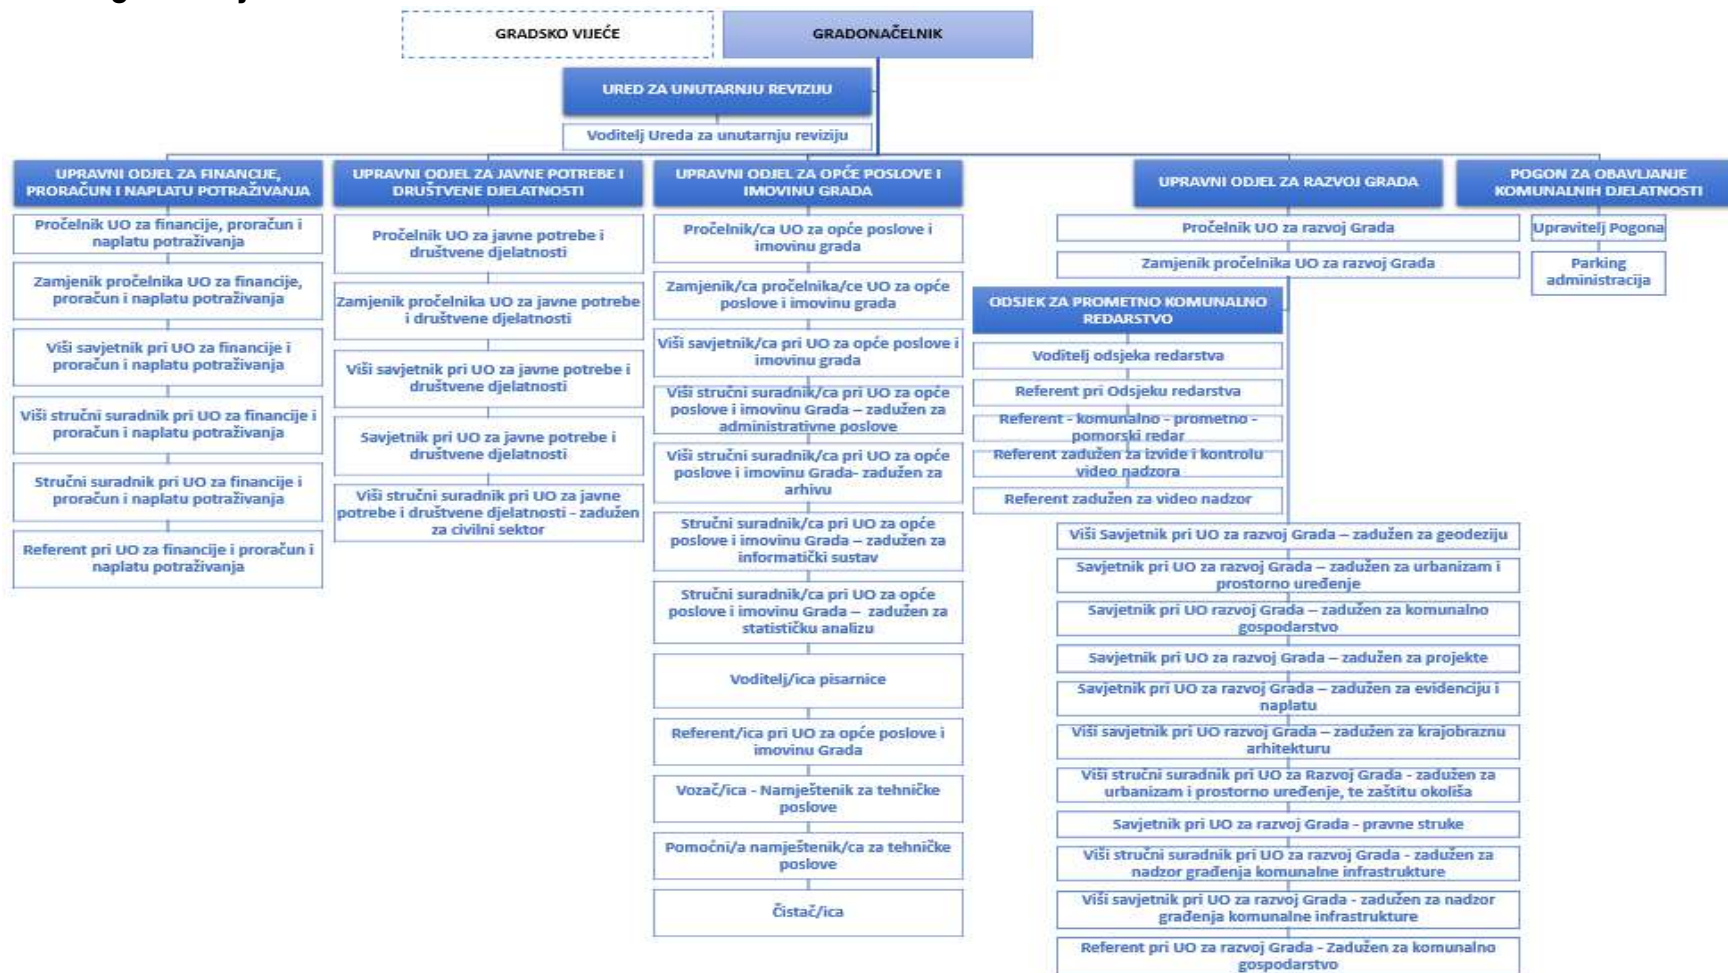 GRADSKO VIJEĆE
GRADONAČELNIK
URED ZA UNUTARNJU REVIZIJU
Voditelj Ureda za unutarnju reviziju
UPRAVNI ODJEL ZA FINANCIJE,
PRORAČUN I NAPLATU POTRAŽIVANJA
Pročelnik UO za financije, proračun i
naplatu potraživanja
Zamjenik pročelnika UO za financije,
proračun i naplatu potraživanja
Viši savjetnik pri UO za financije i
proračun i naplatu potraživanja
Viši stručni suradnik pri UO za financije i
proračun i naplatu potraživanja
Stručni suradnik pri UO za financije i
proračun i naplatu potraživanja
Referent pri UO za financije i proračun i
naplatu potraživanja
UPRAVNI ODJEL ZA JAVNE POTREBE I
DRUŠTVENE DJELATNOSTI
Pročelnik UO za javne potrebe i
društvene djelatnosti
Zamjenik pročelnika UO za javne potrebe
i društvene djelatnosti
Viši savjetnik pri UO za javne potrebe i
društvene djelatnosti
Savjetnik pri UO za javne potrebe i
društvene djelatnosti
Viši stručni suradnik pri UO za javne
potrebe i društvene djelatnosti - zadužen
za civilni sektor
UPRAVNI ODJEL ZA OPĆE POSLOVE I
IMOVINU GRADA
Pročelnik/ca UO za opće poslove i
imovinu grada
Zamjenik/ca pročelnika/ce UO za opće
poslove i imovinu grada
Viši savjetnik/ca pri UO za opće poslove i
imovinu grada
Viši stručni suradnik/ca pri UO za opće
poslove i imovinu Grada – zadužen za
administrativne poslove
Viši stručni suradnik/ca pri UO za opće
poslove i imovinu Grada- zadužen za
arhivu
Stručni suradnik/ca pri UO za opće
poslove i imovinu Grada – zadužen za
informatički sustav
Stručni suradnik/ca pri UO za opće
poslove i imovinu Grada – zadužen za
statističku analizu
Voditelj/ica pisarnice
Referent/ica pri UO za opće poslove i
imovinu Grada
Vozač/ica - Namještenik za tehničke
poslove
Pomoćni/a namještenik/ca za tehničke
poslove
Čistač/ica
UPRAVNI ODJEL ZA RAZVOJ GRADA
Pročelnik UO za razvoj Grada
Zamjenik pročelnika UO za razvoj Grada
ODSJEK ZA PROMETNO KOMUNALNO
REDARSTVO
Voditelj odsjeka redarstva
Referent pri Odsjeku redarstva
Referent - komunalno - prometno -
pomorski redar
Referent zadužen za izvide i kontrolu
video nadzora
Referent zadužen za video nadzor
Viši Savjetnik pri UO za razvoj Grada – zadužen za geodeziju
Savjetnik pri UO za razvoj Grada – zadužen za urbanizam i
prostorno uređenje
Savjetnik pri UO razvoj Grada – zadužen za komunalno
gospodarstvo
Savjetnik pri UO za razvoj Grada – zadužen za projekte
Savjetnik pri UO za razvoj Grada – zadužen za evidenciju i
naplatu
Viši savjetnik pri UO razvoj Grada – zadužen za krajobraznu
arhitekturu
Viši stručni suradnik pri UO za Razvoj Grada - zadužen za
urbanizam i prostorno uređenje, te zaštitu okoliša
Savjetnik pri UO za razvoj Grada - pravne struke
Viši stručni suradnik pri UO za razvoj Grada - zadužen za
nadzor građenja komunalne infrastrukture
Viši savjetnik pri UO za razvoj Grada - zadužen za nadzor
građenja komunalne infrastrukture
Referent pri UO za razvoj Grada - Zadužen za komunalno
gospodarstvo
POGON ZA OBAVLJANJE
KOMUNALNIH DJELATNOSTI
Upravitelj Pogona
Parking
administracija